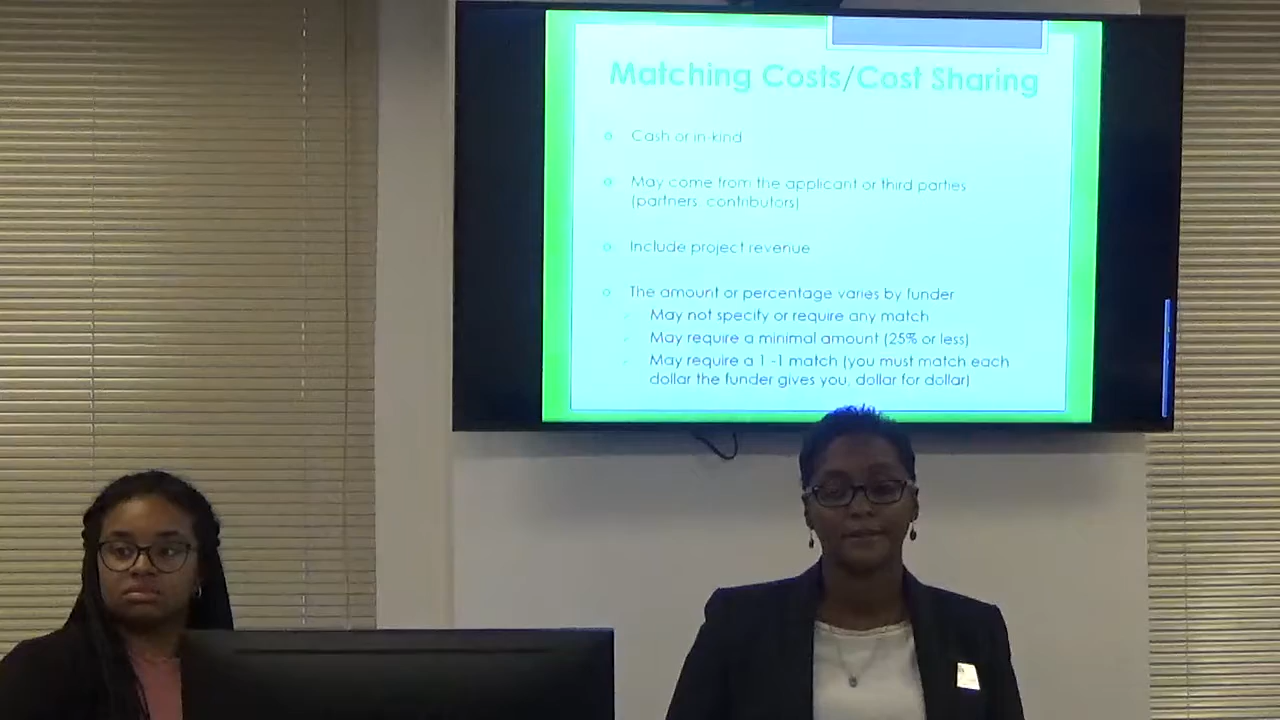 Matching Costs/Cost Sharing
Cash or in-kind
May come from the applicant or third parties
(partners, contributors)
Include project revenue
The amount or percentage varies by funder
May not specify or require any match
May require a minimal amount (25% or less)
May require a 1 -1 match (you must match each
dollar the funder gives you, dollar for dollar)